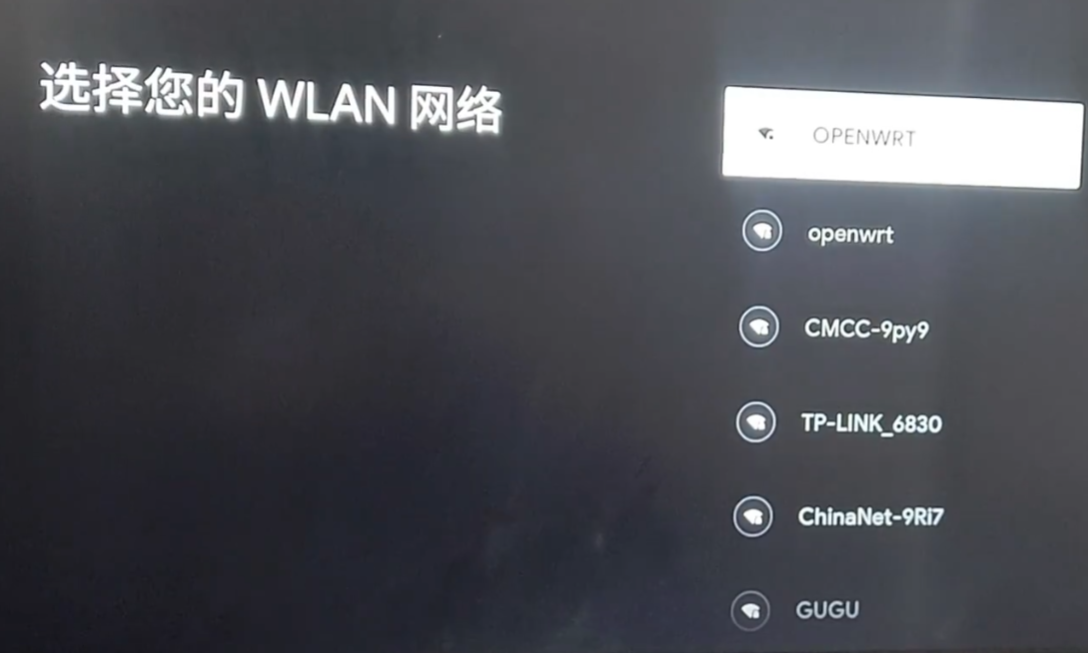 选择您的 WLAN 网络
OPENWRT
openwrt
CMCC-9py9
TP-LINK_6830
ChinaNet-9Ri7
GUGU